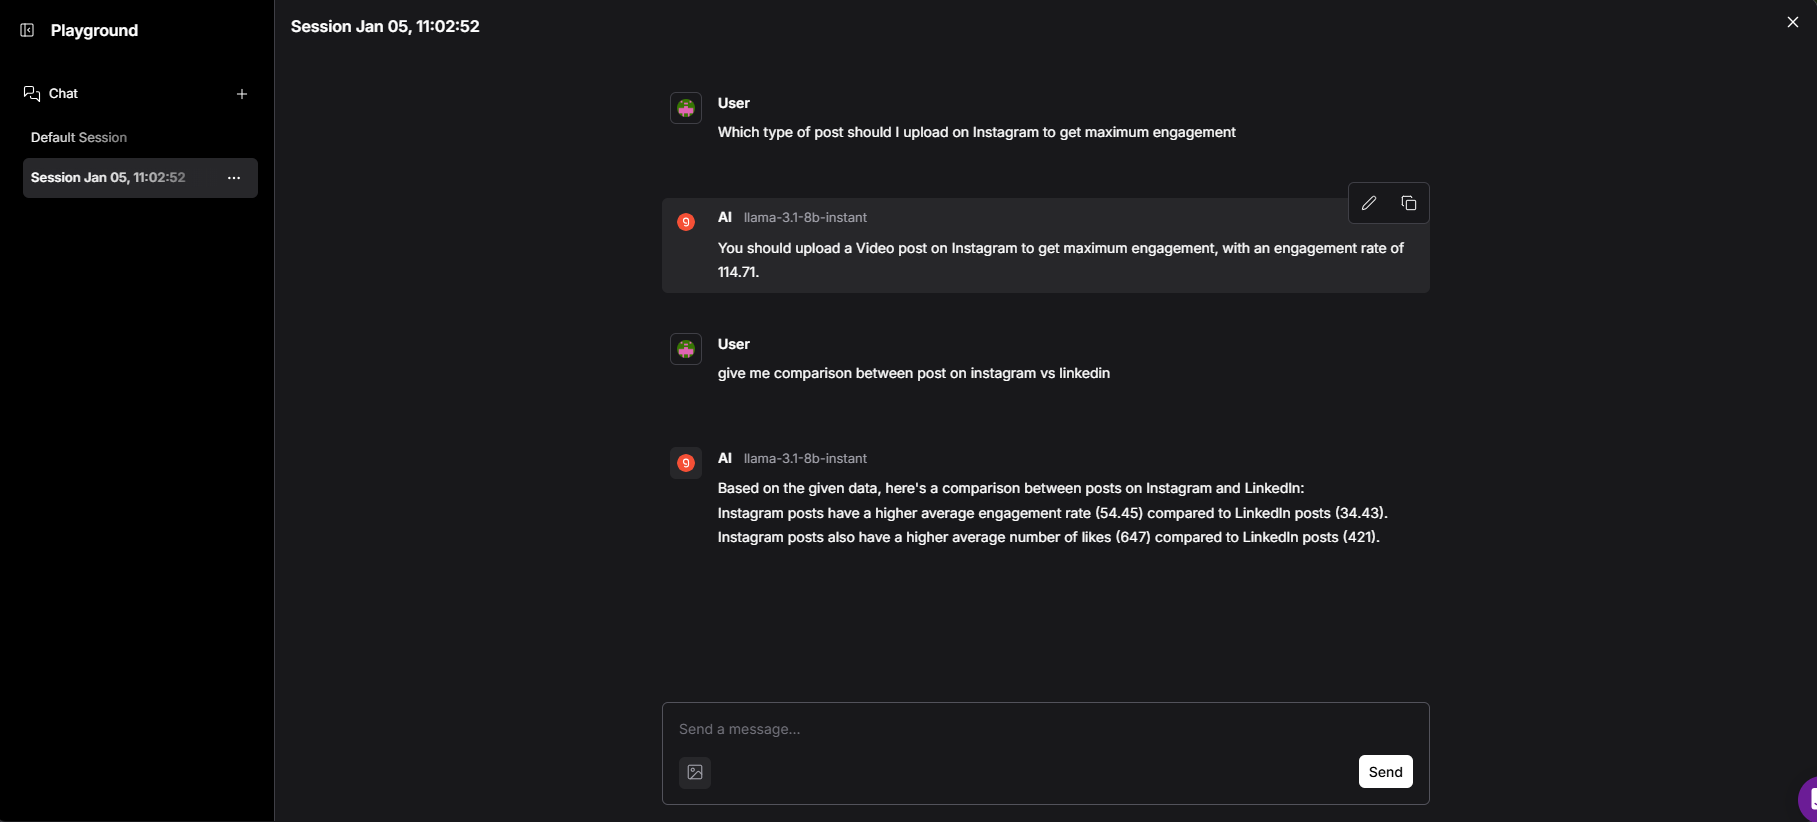 Playground
Chat
Default Session
Session Jan 05, 11:02:52
Session Jan 05, 11:02:52
User
Which type of post should I upload on Instagram to get maximum engagement
AI llama-3.1-8b-instant
You should upload a Video post on Instagram to get maximum engagement, with an engagement rate of
114.71.
User
give me comparison between post on instagram vs linkedin
AI llama-3.1-8b-instant
Based on the given data, here's a comparison between posts on Instagram and LinkedIn:
Instagram posts have a higher average engagement rate (54.45) compared to LinkedIn posts (34.43).
Instagram posts also have a higher average number of likes (647) compared to LinkedIn posts (421).
Send a message...
Send